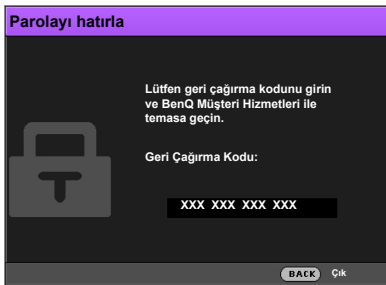 Parolayı hatırla
Lütfen geri çağırma kodunu girin
ve BenQ Müşteri Hizmetleri ile
temasa geçin.
Geri Çağırma Kodu:
XXX XXX XXX XXX
BACK Çık